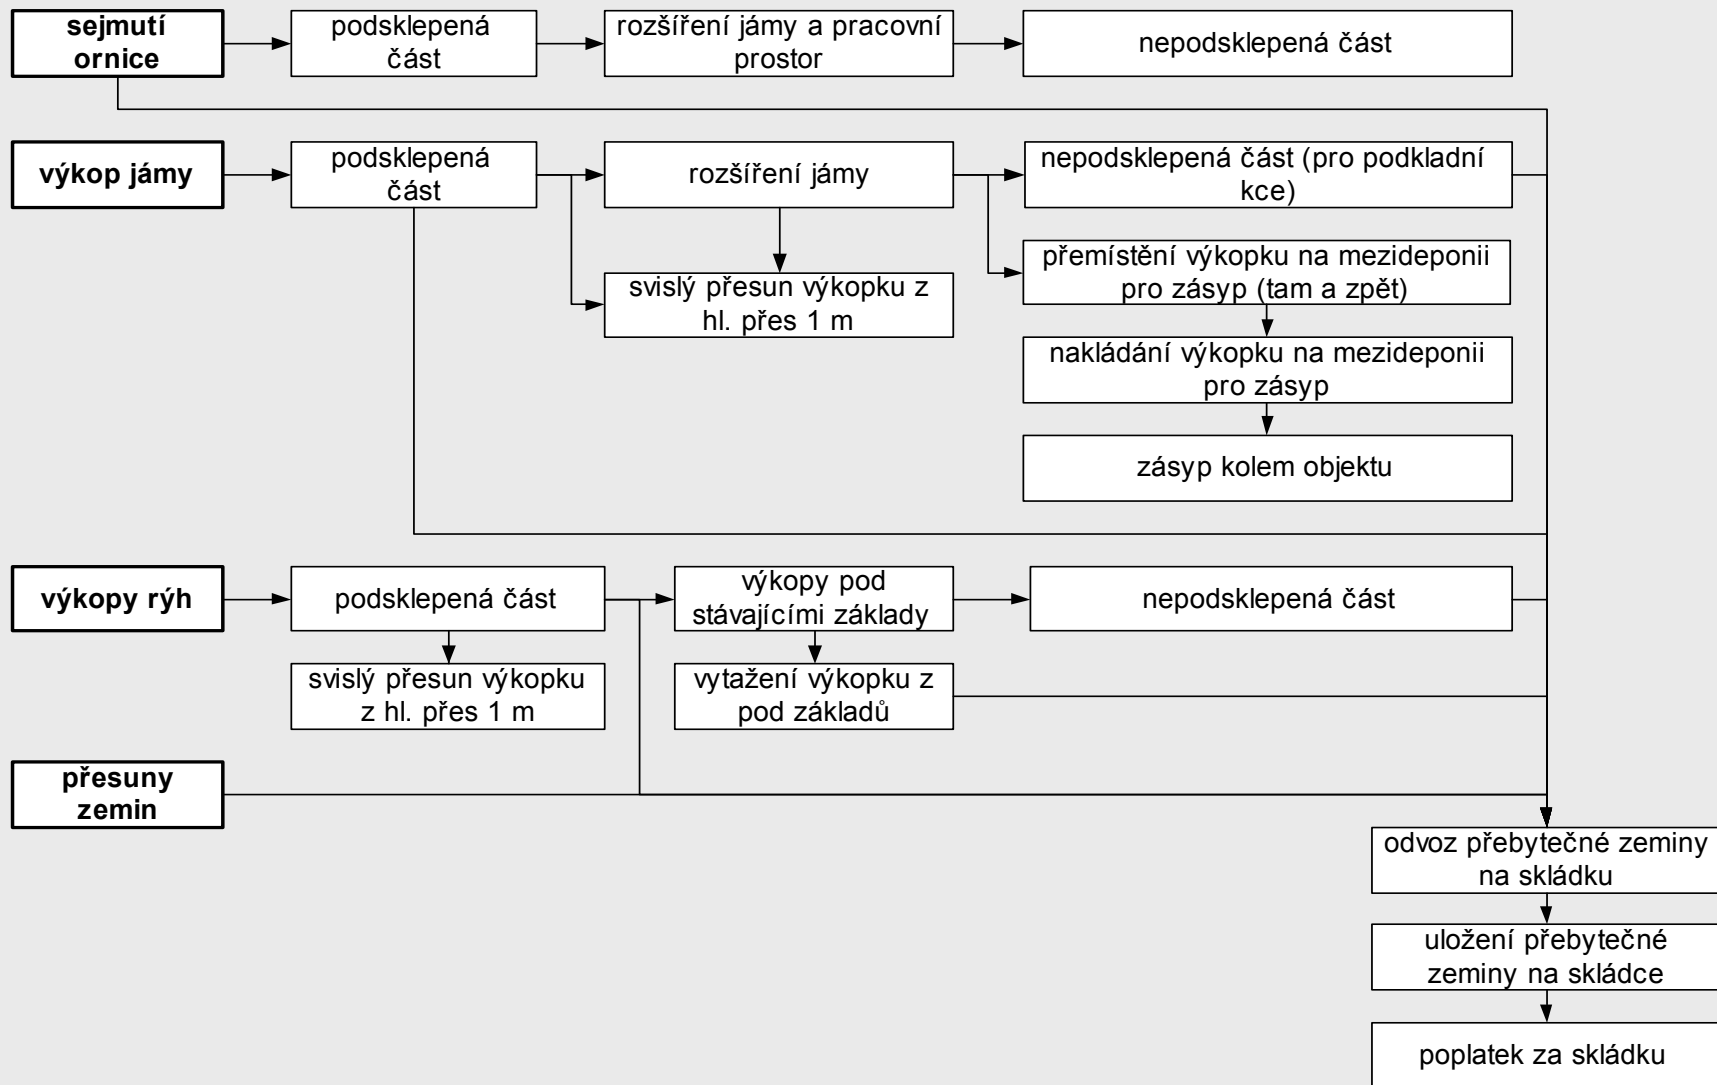 sejmutí
ornice
podsklepená
část
rozšíření jámy a pracovní
prostor
nepodsklepená část
výkop jámy
podsklepená
část
rozšíření jámy
nepodsklepená část (pro podkladní
kce)
svislý přesun výkopku z
hl. přes 1 m
přemístění výkopku na mezideponii
pro zásyp (tam a zpět)
nakládání výkopku na mezideponii
pro zásyp
zásyp kolem objektu
výkopy rýh
podsklepená část
výkopy pod
stávajícími základy
nepodsklepená část
svislý přesun výkopku
z hl. přes 1 m
vytažení výkopku z
pod základů
přesuny
zemin
odvoz přebytečné zeminy
na skládku
uložení přebytečné
zeminy na skládce
poplatek za skládku